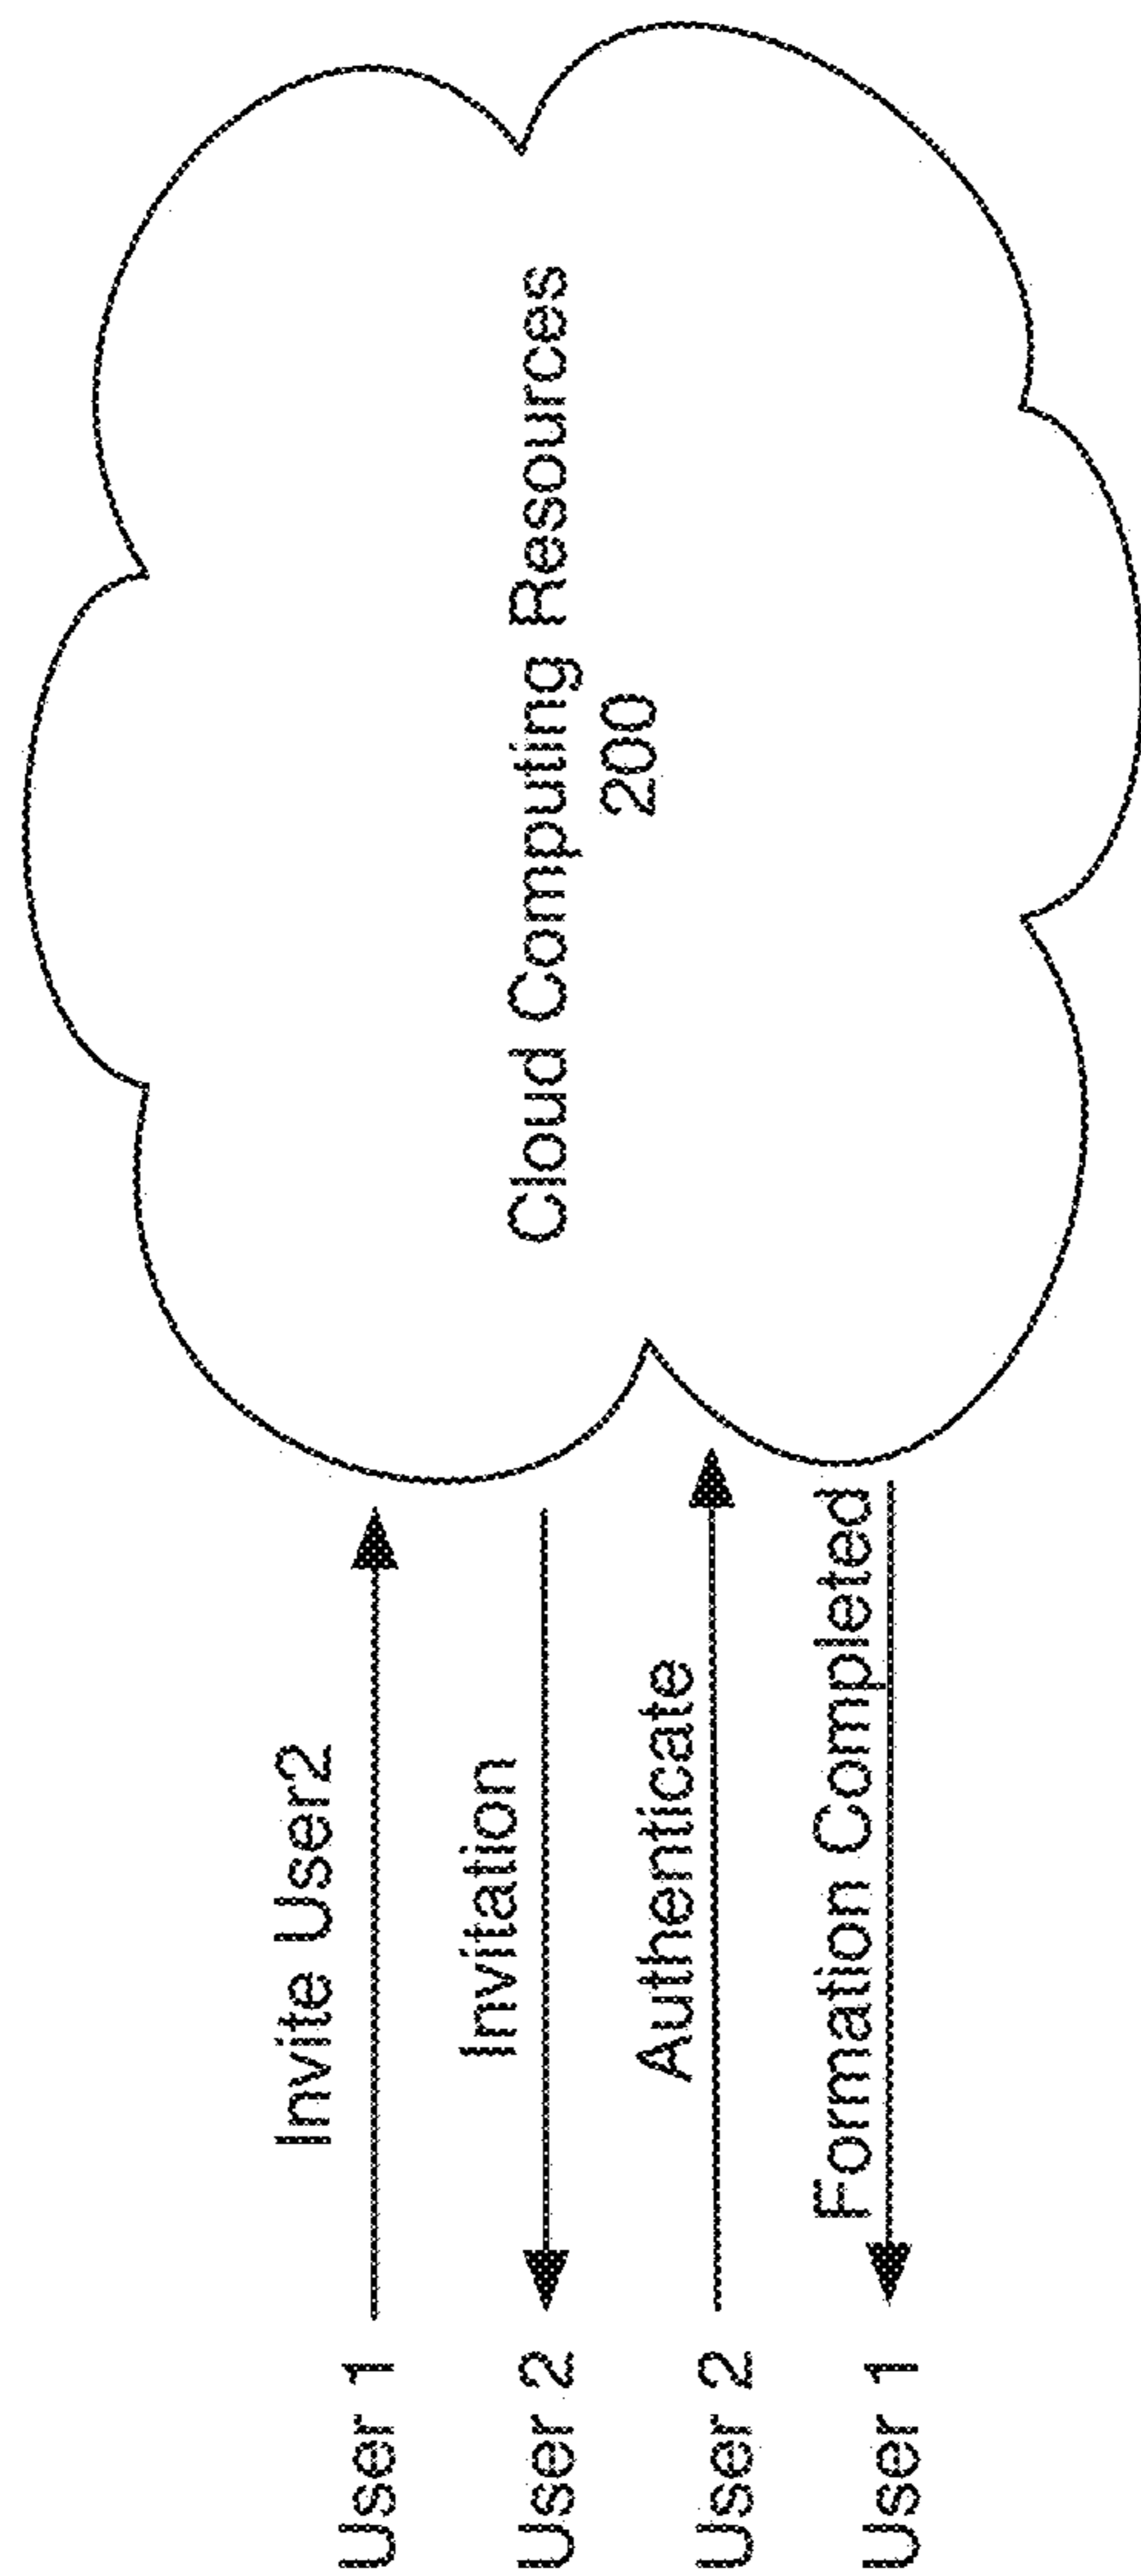 Invite User2
User 1
Invitation
User 2
Authenticate
User 2
Formation Completed
User 1
Cloud Computing Resources
200